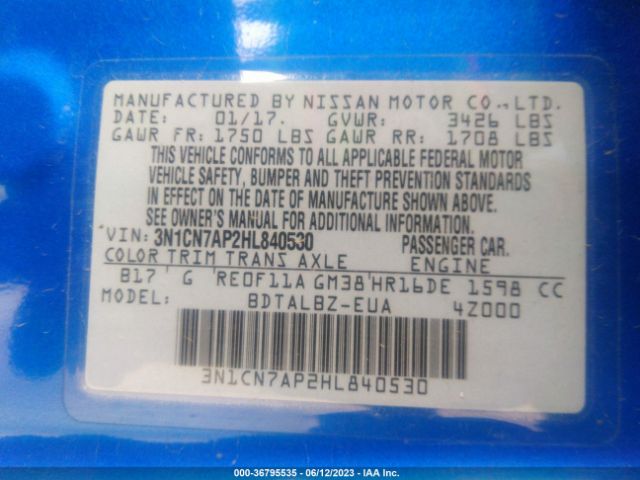 MANUFACTURED BY NISSAN MOTOR CO.,LTD.
DATE: 01/17. GVWR: 3426 LBS
GAWR FR: 1750 LBS GAWR RR: 1708 LBS
THIS VEHICLE CONFORMS TO ALL APPLICABLE FEDERAL MOTOR
VEHICLE SAFETY, BUMPER AND THEFT PREVENTION STANDARDS
IN EFFECT ON THE DATE OF MANUFACTURE SHOWN ABOVE.
SEE OWNER'S MANUAL FOR ADDITIONAL INFORMATION.
VIN: 3N1CN7AP2HL840530 PASSENGER CAR.
COLOR TRIM TRANS AXLE ENGINE
B17 G RE0F11A GM38 HR16DE 1598 CC
MODEL: BDTALBZ-EUA 4Z000
3N1CN7AP2HL840530
000-36795535 - 06/12/2023 - IAA Inc.